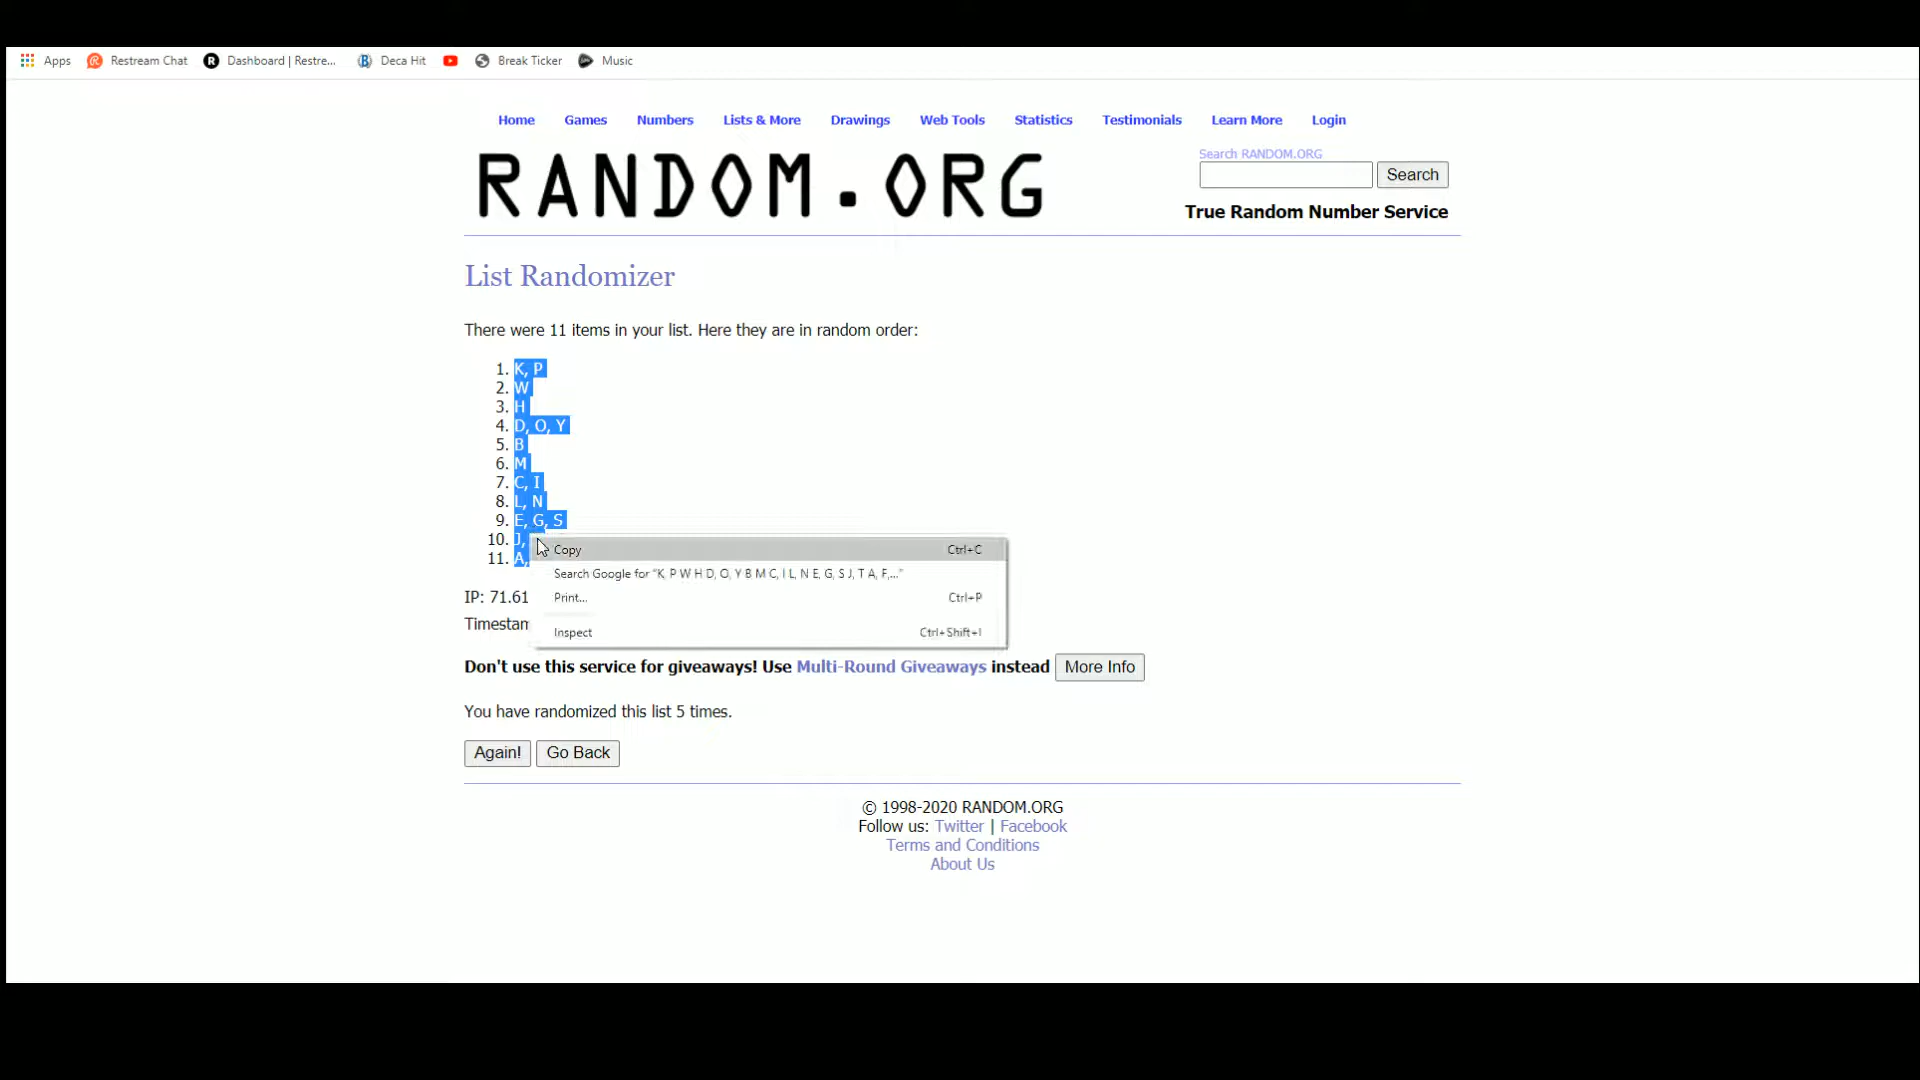 Apps Restream Chat Dashboard | Restre... Deca Hit Break Ticker Music
Home Games Numbers Lists & More Drawings Web Tools Statistics Testimonials Learn More Login
RANDOM.ORG
Search RANDOM.ORG
Search
True Random Number Service
List Randomizer
There were 11 items in your list. Here they are in random order:
1. K, P
2. W
3. H
4. D, O, Y
5. B
6. M
7. C, I
8. L, N
9. E, G, S
10. J,
11. A,
Copy Ctrl+C
Search Google for “K, P W H D, O, Y B M C, I L, N E, G, S J, T A, F,...”
Print... Ctrl+P
Inspect Ctrl+Shift+I
IP: 71.61
Timestam
Don't use this service for giveaways! Use Multi-Round Giveaways instead More Info
You have randomized this list 5 times.
Again! Go Back
© 1998-2020 RANDOM.ORG
Follow us: Twitter | Facebook
Terms and Conditions
About Us